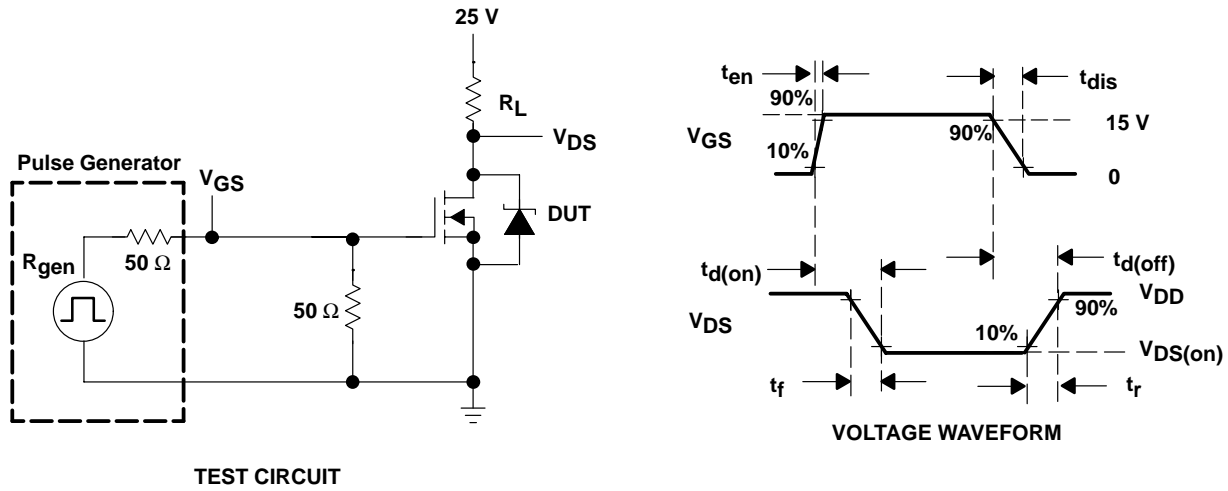 25 V
RL
VDS
Pulse Generator
VGS
DUT
Rgen
50 Ω
50 Ω
TEST CIRCUIT
ten
tdis
90%
VGS
90%
15 V
10%
0
td(on)
td(off)
VDD
VDS
90%
10%
VDS(on)
tf
tr
VOLTAGE WAVEFORM